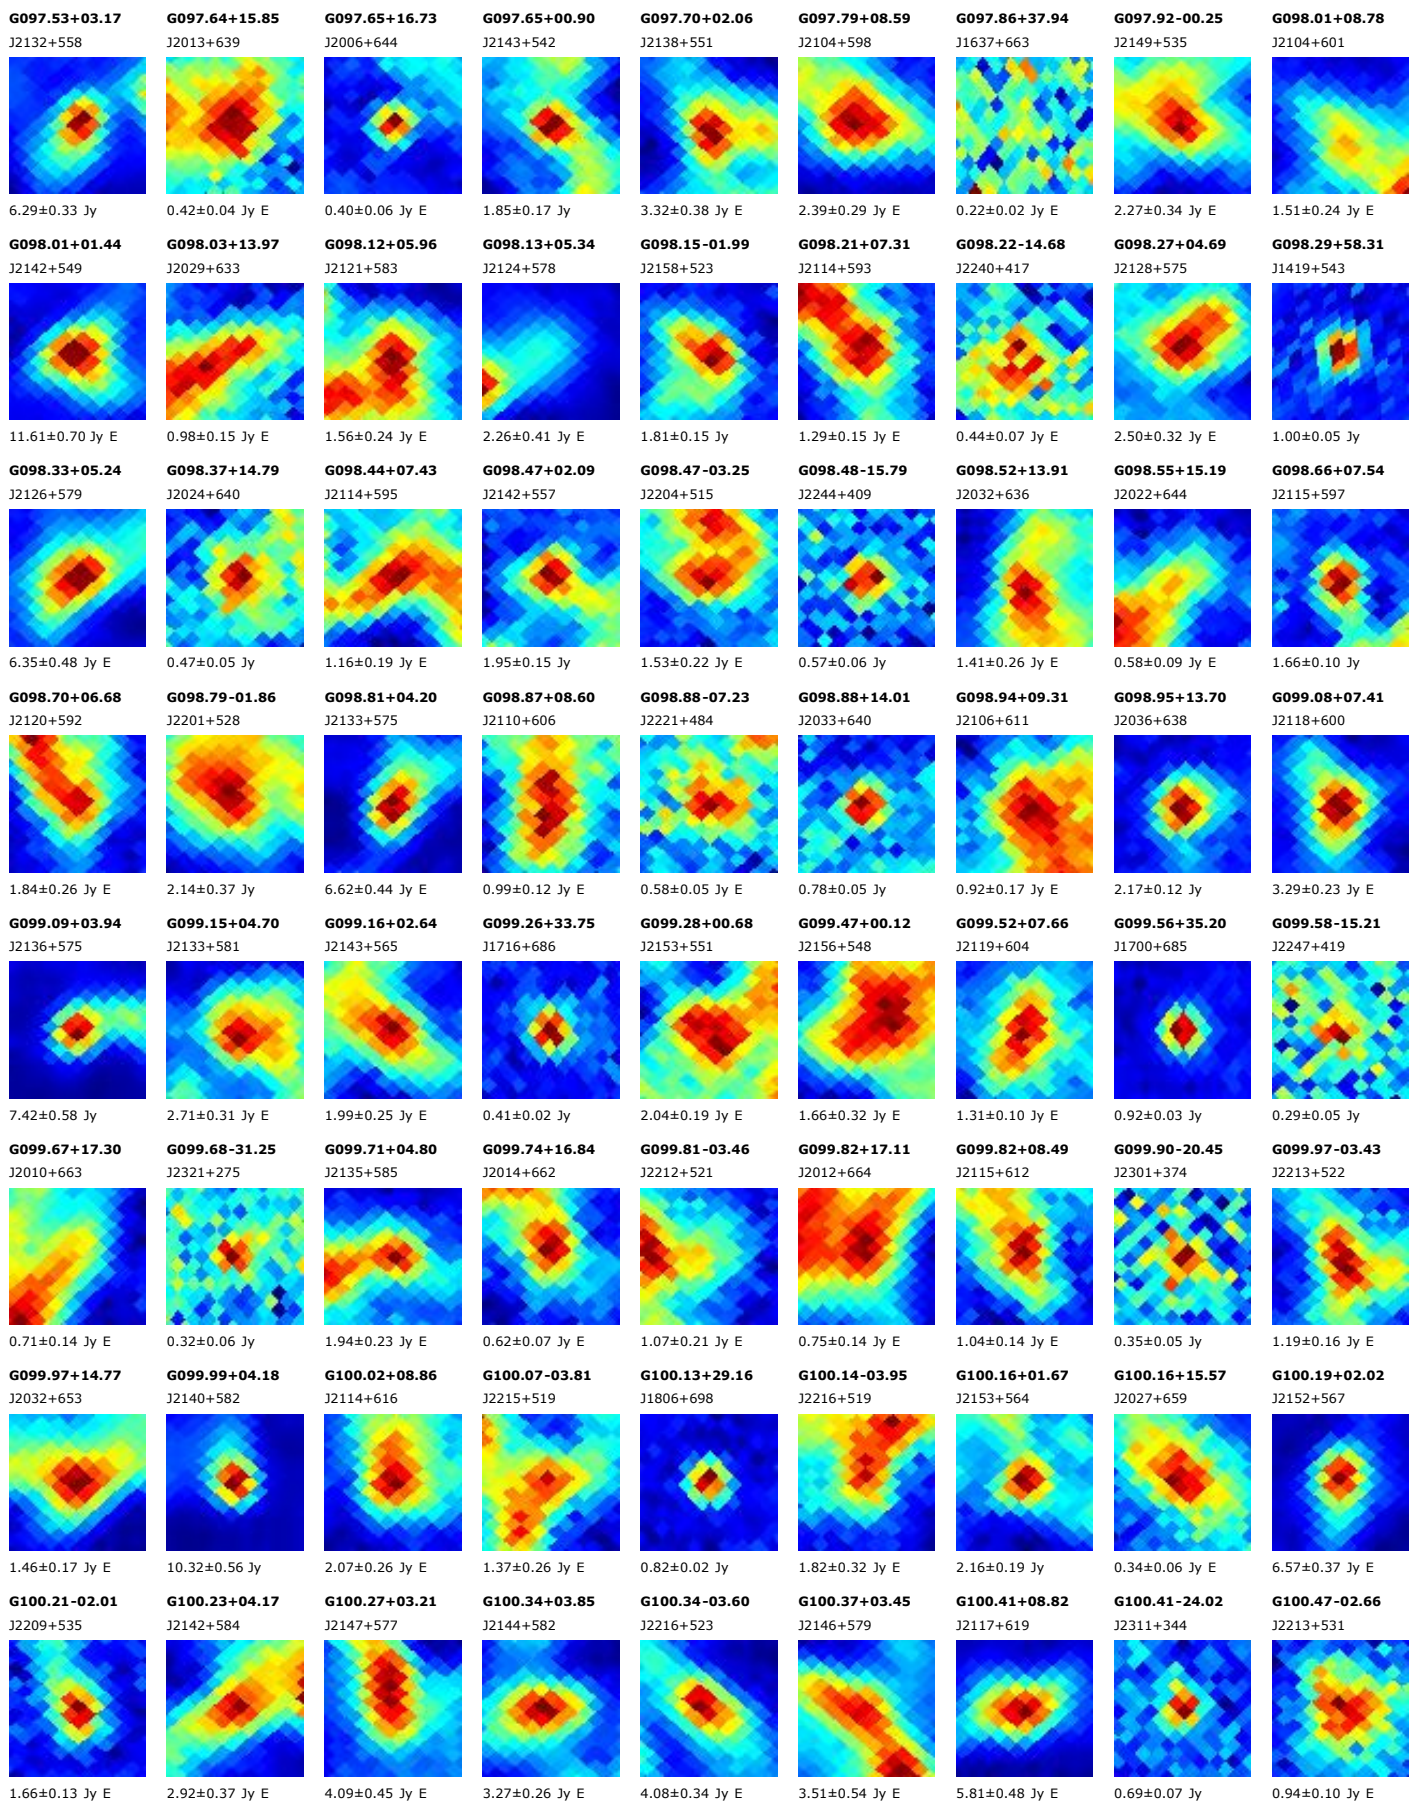 G097.53+03.17 G097.64+15.85 G097.65+16.73 G097.65+00.90 G097.70+02.06 G097.79+08.59 G097.86+37.94 G097.92-00.25 G098.01+08.78
J2132+558 J2013+639 J2006+644 J2143+542 J2138+551 J2104+598 J1637+663 J2149+535 J2104+601
6.29±0.33 Jy 0.42±0.04 Jy E 0.40±0.06 Jy E 1.85±0.17 Jy 3.32±0.38 Jy E 2.39±0.29 Jy E 0.22±0.02 Jy E 2.27±0.34 Jy E 1.51±0.24 Jy E
G098.01+01.44 G098.03+13.97 G098.12+05.96 G098.13+05.34 G098.15-01.99 G098.21+07.31 G098.22-14.68 G098.27+04.69 G098.29+58.31
J2142+549 J2029+633 J2121+583 J2124+578 J2158+523 J2114+593 J2240+417 J2128+575 J1419+543
11.61±0.70 Jy E 0.98±0.15 Jy E 1.56±0.24 Jy E 2.26±0.41 Jy E 1.81±0.15 Jy 1.29±0.15 Jy E 0.44±0.07 Jy E 2.50±0.32 Jy E 1.00±0.05 Jy
G098.33+05.24 G098.37+14.79 G098.44+07.43 G098.47+02.09 G098.47-03.25 G098.48-15.79 G098.52+13.91 G098.55+15.19 G098.66+07.54
J2126+579 J2024+640 J2114+595 J2142+557 J2204+515 J2244+409 J2032+636 J2022+644 J2115+597
6.35±0.48 Jy E 0.47±0.05 Jy 1.16±0.19 Jy E 1.95±0.15 Jy 1.53±0.22 Jy E 0.57±0.06 Jy 1.41±0.26 Jy E 0.58±0.09 Jy E 1.66±0.10 Jy
G098.70+06.68 G098.79-01.86 G098.81+04.20 G098.87+08.60 G098.88-07.23 G098.88+14.01 G098.94+09.31 G098.95+13.70 G099.08+07.41
J2120+592 J2201+528 J2133+575 J2110+606 J2221+484 J2033+640 J2106+611 J2036+638 J2118+600
1.84±0.26 Jy E 2.14±0.37 Jy 6.62±0.44 Jy E 0.99±0.12 Jy E 0.58±0.05 Jy E 0.78±0.05 Jy 0.92±0.17 Jy E 2.17±0.12 Jy 3.29±0.23 Jy E
G099.09+03.94 G099.15+04.70 G099.16+02.64 G099.26+33.75 G099.28+00.68 G099.47+00.12 G099.52+07.66 G099.56+35.20 G099.58-15.21
J2136+575 J2133+581 J2143+565 J1716+686 J2153+551 J2156+548 J2119+604 J1700+685 J2247+419
7.42±0.58 Jy 2.71±0.31 Jy E 1.99±0.25 Jy E 0.41±0.02 Jy 2.04±0.19 Jy E 1.66±0.32 Jy E 1.31±0.10 Jy E 0.92±0.03 Jy 0.29±0.05 Jy
G099.67+17.30 G099.68-31.25 G099.71+04.80 G099.74+16.84 G099.81-03.46 G099.82+17.11 G099.82+08.49 G099.90-20.45 G099.97-03.43
J2010+663 J2321+275 J2135+585 J2014+662 J2212+521 J2012+664 J2115+612 J2301+374 J2213+522
0.71±0.14 Jy E 0.32±0.06 Jy 1.94±0.23 Jy E 0.62±0.07 Jy E 1.07±0.21 Jy E 0.75±0.14 Jy E 1.04±0.14 Jy E 0.35±0.05 Jy 1.19±0.16 Jy E
G099.97+14.77 G099.99+04.18 G100.02+08.86 G100.07-03.81 G100.13+29.16 G100.14-03.95 G100.16+01.67 G100.16+15.57 G100.19+02.02
J2032+653 J2140+582 J2114+616 J2215+519 J1806+698 J2216+519 J2153+564 J2027+659 J2152+567
1.46±0.17 Jy E 10.32±0.56 Jy 2.07±0.26 Jy E 1.37±0.26 Jy E 0.82±0.02 Jy 1.82±0.32 Jy E 2.16±0.19 Jy 0.34±0.06 Jy E 6.57±0.37 Jy E
G100.21-02.01 G100.23+04.17 G100.27+03.21 G100.34+03.85 G100.34-03.60 G100.37+03.45 G100.41+08.82 G100.41-24.02 G100.47-02.66
J2209+535 J2142+584 J2147+577 J2144+582 J2216+523 J2146+579 J2117+619 J2311+344 J2213+531
1.66±0.13 Jy E 2.92±0.37 Jy E 4.09±0.45 Jy E 3.27±0.26 Jy E 4.08±0.34 Jy E 3.51±0.54 Jy E 5.81±0.48 Jy E 0.69±0.07 Jy 0.94±0.10 Jy E